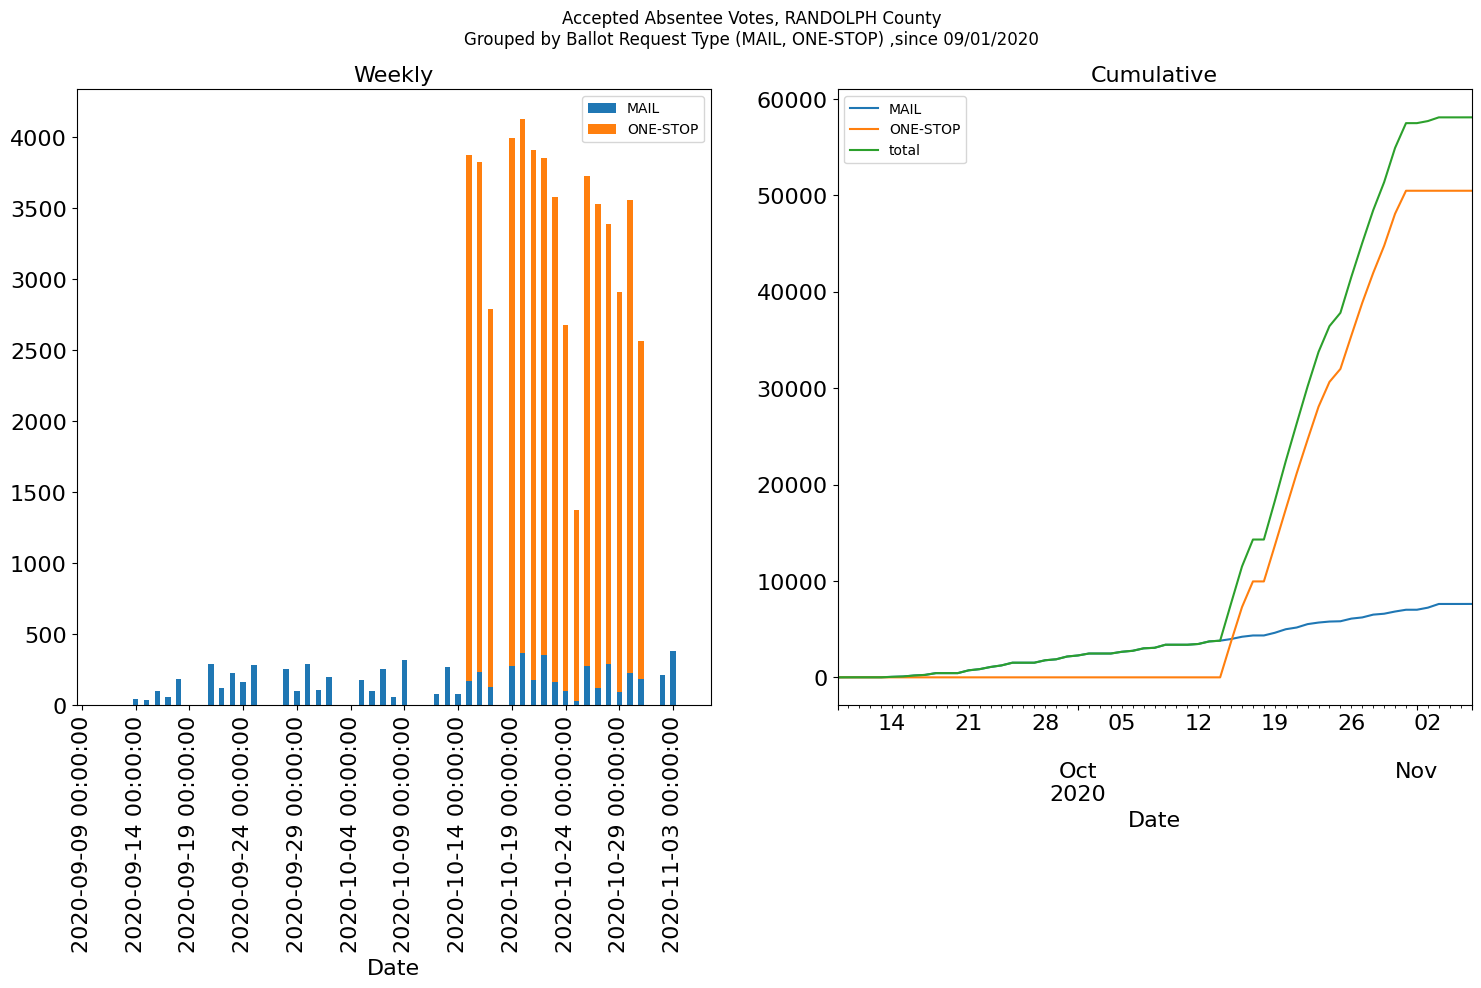 Accepted Absentee Votes, RANDOLPH County
Grouped by Ballot Request Type (MAIL, ONE-STOP) ,since 09/01/2020
Weekly
MAIL
ONE-STOP
4000
3500
3000
2500
2000
1500
1000
500
0
2020-09-09 00:00:00
2020-09-14 00:00:00
2020-09-19 00:00:00
2020-09-24 00:00:00
2020-09-29 00:00:00
2020-10-04 00:00:00
2020-10-09 00:00:00
2020-10-14 00:00:00
2020-10-19 00:00:00
2020-10-24 00:00:00
2020-10-29 00:00:00
2020-11-03 00:00:00
Date
Cumulative
MAIL
ONE-STOP
total
60000
50000
40000
30000
20000
10000
0
14 21 28 05 12 19 26 02
Oct Nov
2020
Date